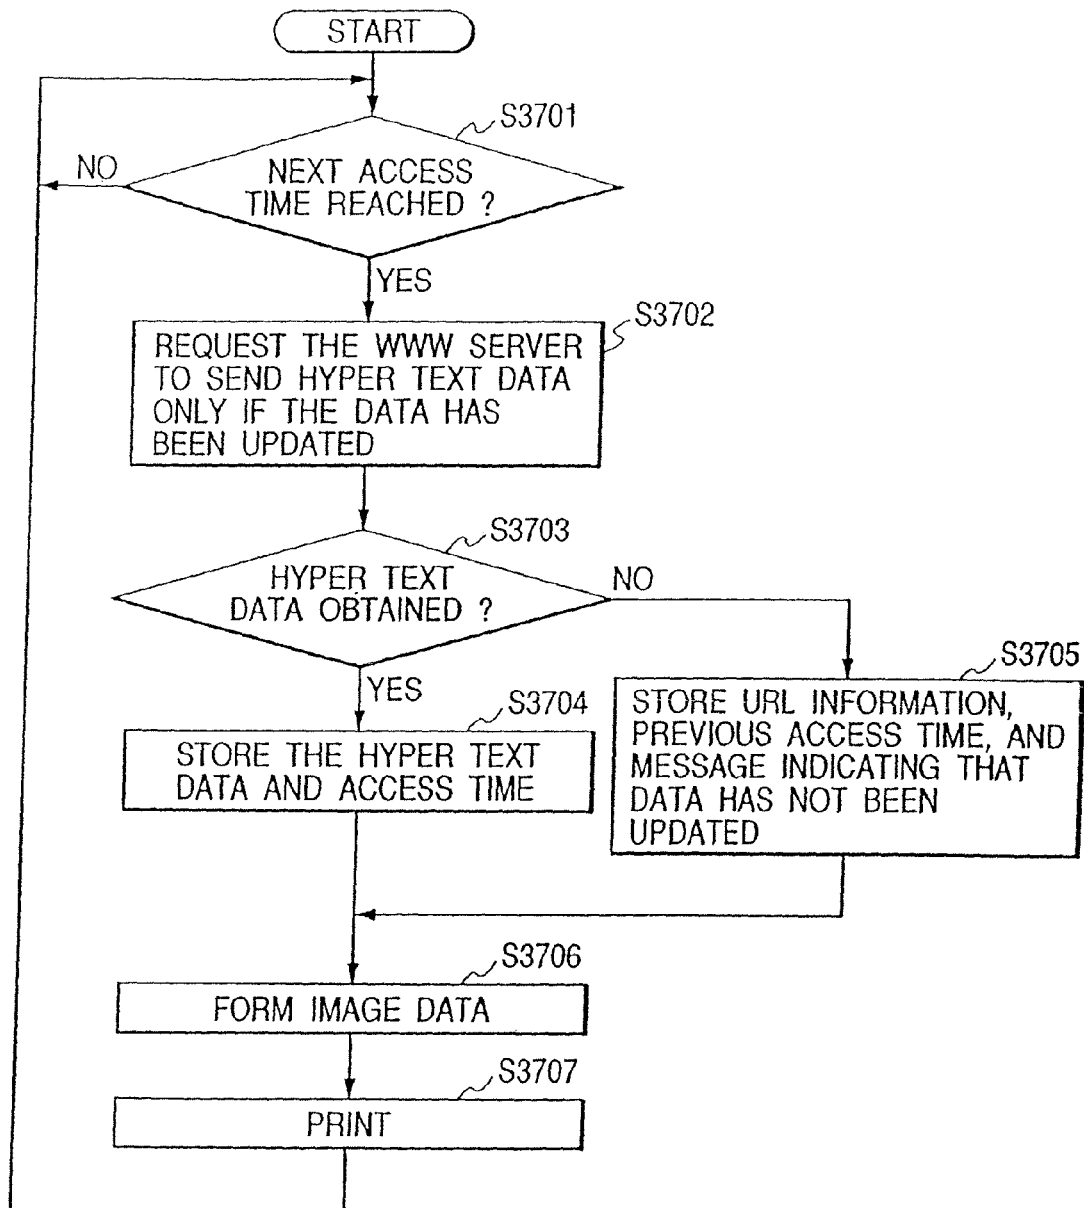 START
S3701
NO
NEXT ACCESS
TIME REACHED ?
YES
S3702
REQUEST THE WWW SERVER
TO SEND HYPER TEXT DATA
ONLY IF THE DATA HAS
BEEN UPDATED
S3703
HYPER TEXT
DATA OBTAINED ?
NO
YES
S3704
STORE THE HYPER TEXT
DATA AND ACCESS TIME
S3705
STORE URL INFORMATION,
PREVIOUS ACCESS TIME, AND
MESSAGE INDICATING THAT
DATA HAS NOT BEEN
UPDATED
S3706
FORM IMAGE DATA
S3707
PRINT